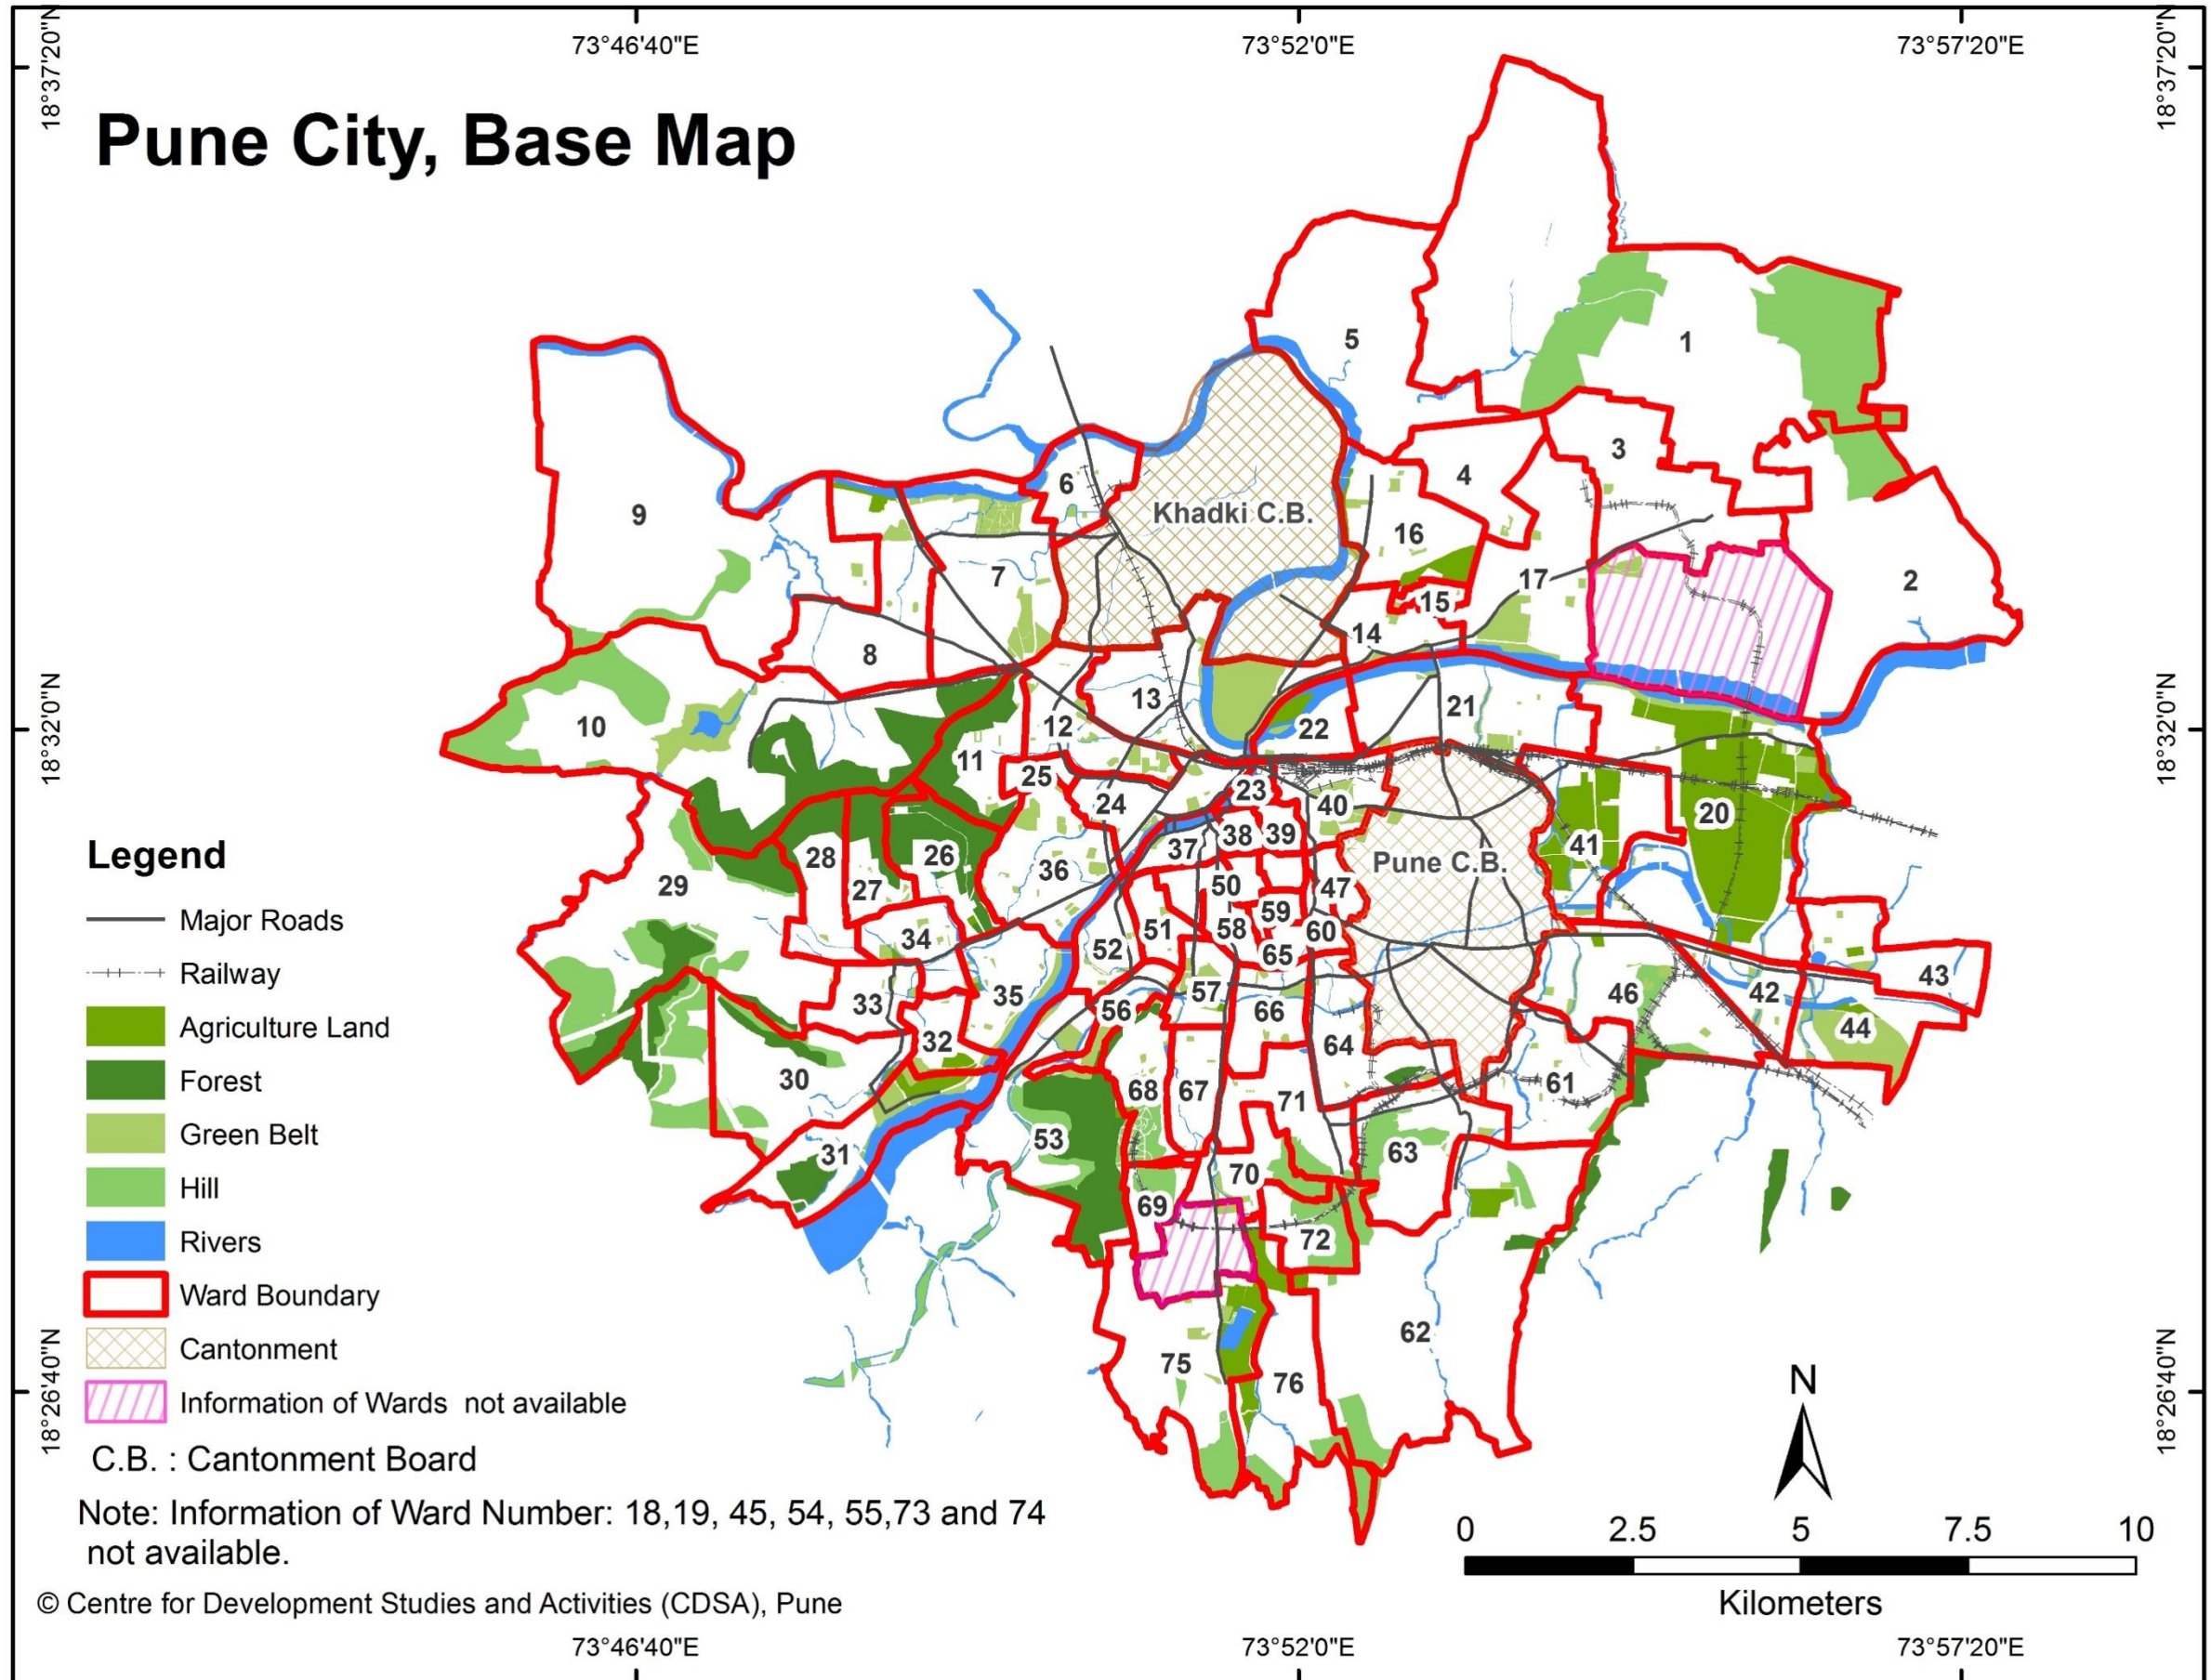 73°46'40"E
73°52'0"E
73°57'20"E
18°37'20"N
18°37'20"N
Pune City, Base Map
5
1
3
4
6
9
Khadki C.B.
16
7
17
2
15
14
8
13
10
12
22
21
11
25
23
24
40
20
38
39
37
41
28
26
36
Pune C.B.
29
27
50
47
59
51
58
60
34
52
65
43
57
46
42
33
35
56
66
44
32
64
30
68
67
61
71
53
63
31
70
69
72
62
75
76
18°32'0"N
18°32'0"N
Legend
Major Roads
Railway
Agriculture Land
Forest
Green Belt
Hill
Rivers
Ward Boundary
Cantonment
Information of Wards  not available
C.B. : Cantonment Board
Note: Information of Ward Number: 18,19, 45, 54, 55,73 and 74
not available.
© Centre for Development Studies and Activities (CDSA), Pune
18°26'40"N
18°26'40"N
N
0 2.5 5 7.5 10
Kilometers
73°46'40"E
73°52'0"E
73°57'20"E